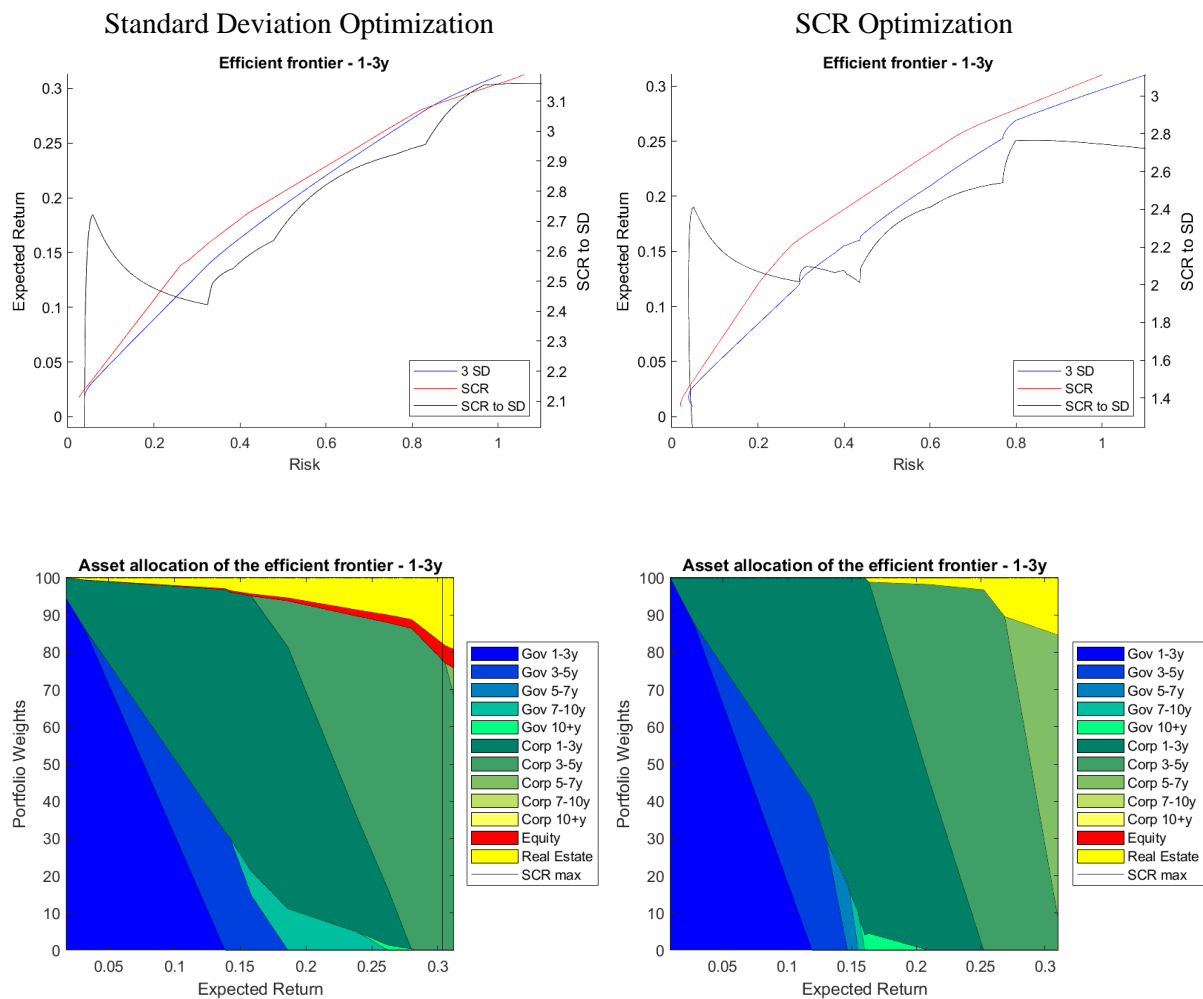 Standard Deviation Optimization
SCR Optimization
Efficient frontier - 1-3y
0.3
0.25
0.2
0.15
0.1
0.05
0
Expected Return
3.1
3
2.9
2.8
2.7
2.6
2.5
2.4
2.3
2.2
2.1
SCR to SD
3 SD
SCR
SCR to SD
0
0.2
0.4
0.6
0.8
1
Risk
Efficient frontier - 1-3y
0.3
0.25
0.2
0.15
0.1
0.05
0
Expected Return
3
2.8
2.6
2.4
2.2
2
1.8
1.6
1.4
SCR to SD
3 SD
SCR
SCR to SD
0
0.2
0.4
0.6
0.8
1
Risk
Asset allocation of the efficient frontier - 1-3y
100
90
80
70
60
50
40
30
20
10
0
Portfolio Weights
0.05
0.1
0.15
0.2
0.25
0.3
Expected Return
Gov 1-3y
Gov 3-5y
Gov 5-7y
Gov 7-10y
Gov 10+y
Corp 1-3y
Corp 3-5y
Corp 5-7y
Corp 7-10y
Corp 10+y
Equity
Real Estate
SCR max
Asset allocation of the efficient frontier - 1-3y
100
90
80
70
60
50
40
30
20
10
0
Portfolio Weights
0.05
0.1
0.15
0.2
0.25
0.3
Expected Return
Gov 1-3y
Gov 3-5y
Gov 5-7y
Gov 7-10y
Gov 10+y
Corp 1-3y
Corp 3-5y
Corp 5-7y
Corp 7-10y
Corp 10+y
Equity
Real Estate
SCR max